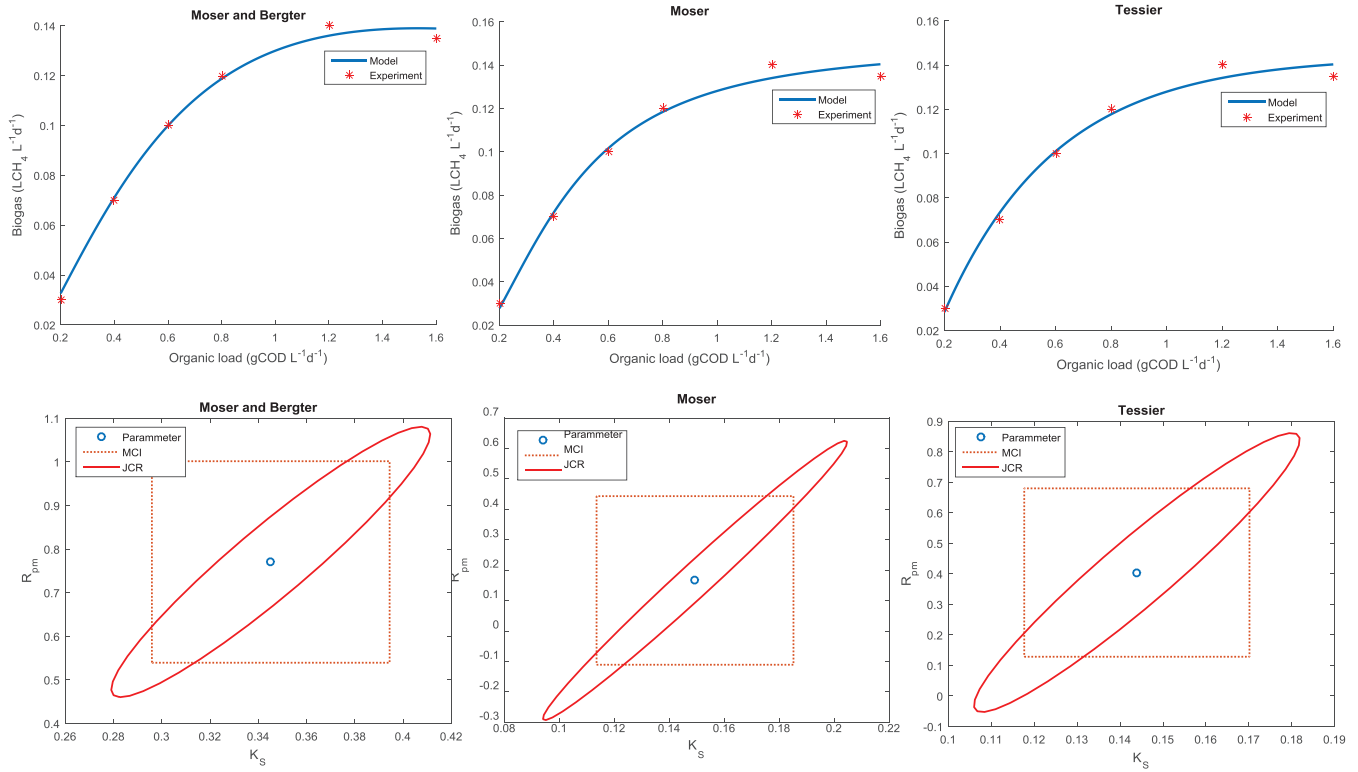 Moser and Bergter
0.14
0.12
0.1
0.08
0.06
0.04
0.02
Biogas (LCH4 L-1d-1)
Model
Experiment
0.2 0.4 0.6 0.8 1 1.2 1.4 1.6
Organic load (gCOD L-1d-1)
Moser
0.16
0.14
0.12
0.1
0.08
0.06
0.04
0.02
Biogas (LCH4 L-1d-1)
Model
Experiment
0.2 0.4 0.6 0.8 1 1.2 1.4 1.6
Organic load (gCOD L-1d-1)
Tessier
0.16
0.14
0.12
0.1
0.08
0.06
0.04
0.02
Biogas (LCH4 L-1d-1)
Model
Experiment
0.2 0.4 0.6 0.8 1 1.2 1.4 1.6
Organic load (gCOD L-1d-1)
Moser and Bergter
1.1
1
0.9
0.8
0.7
0.6
0.5
0.4
Rpm
Parammeter
MCI
JCR
0.26 0.28 0.3 0.32 0.34 0.36 0.38 0.4 0.42
KS
Moser
0.7
0.6
0.5
0.4
0.3
0.2
0.1
0
-0.1
-0.2
-0.3
Rpm
Parammeter
MCI
JCR
0.08 0.1 0.12 0.14 0.16 0.18 0.2 0.22
KS
Tessier
0.9
0.8
0.7
0.6
0.5
0.4
0.3
0.2
0.1
0
-0.1
Rpm
Parammeter
MCI
JCR
0.1 0.11 0.12 0.13 0.14 0.15 0.16 0.17 0.18 0.19
KS